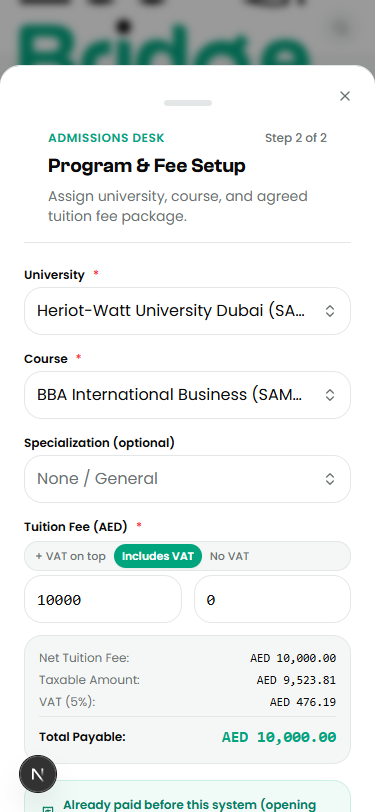 Bridge
ADMISSIONS DESK
Step 2 of 2
Program & Fee Setup
Assign university, course, and agreed
tuition fee package.
University *
Heriot-Watt University Dubai (SA...
Course *
BBA International Business (SAM...
Specialization (optional)
None / General
Tuition Fee (AED) *
+ VAT on top Includes VAT No VAT
10000 0
Net Tuition Fee: AED 10,000.00
Taxable Amount: AED 9,523.81
VAT (5%): AED 476.19
Total Payable: AED 10,000.00
N
Already paid before this system (opening